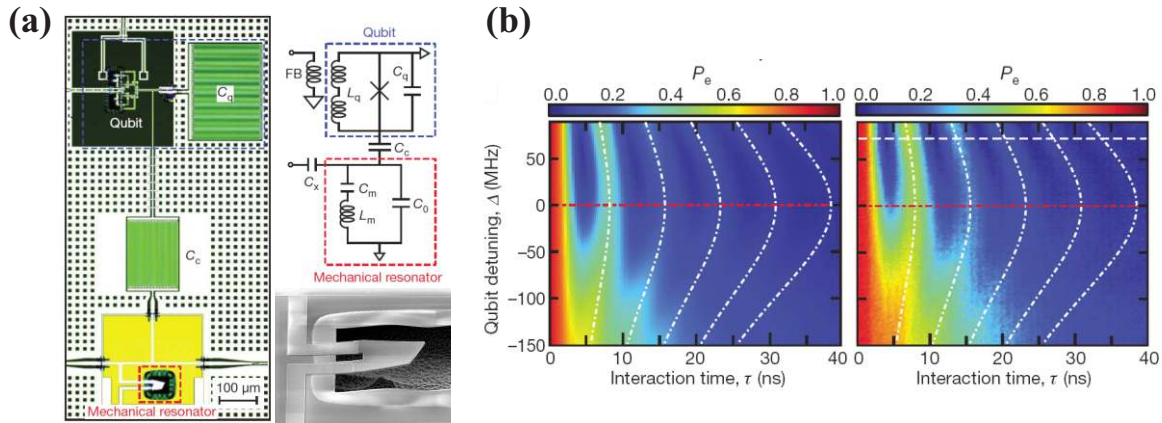 (a)
Qubit
C_q
C_c
Mechanical resonator
100 μm
Qubit
FB
L_q
C_q
C_c
C_x
C_m
L_m
C_0
Mechanical resonator
(b)
P_e
0.0 0.2 0.4 0.6 0.8 1.0
P_e
0.0 0.2 0.4 0.6 0.8 1.0
Qubit detuning, Δ (MHz)
50
0
−50
−100
−150
0 10 20 30 40
Interaction time, τ (ns)
0 10 20 30 40
Interaction time, τ (ns)